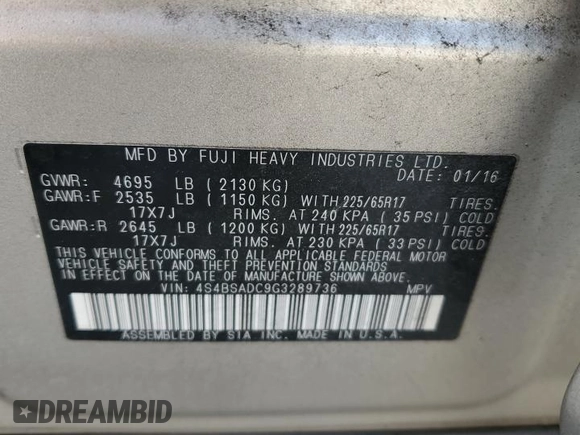 MFD BY FUJI HEAVY INDUSTRIES LTD.
DATE: 01/16
GVWR: 4695 LB ( 2130 KG)
GAWR:F 2535 LB ( 1150 KG) WITH 225/65R17 TIRES.
17X7J RIMS. AT 240 KPA ( 35 PSI) COLD
GAWR:R 2645 LB ( 1200 KG) WITH 225/65R17 TIRES.
17X7J RIMS. AT 230 KPA ( 33 PSI) COLD
THIS VEHICLE CONFORMS TO ALL APPLICABLE FEDERAL MOTOR
VEHICLE SAFETY AND THEFT PREVENTION STANDARDS
IN EFFECT ON THE DATE OF MANUFACTURE SHOWN ABOVE.
VIN: 4S4BSADC9G3289736 MPV
ASSEMBLED BY SIA INC. MADE IN U.S.A.
DREAMBID